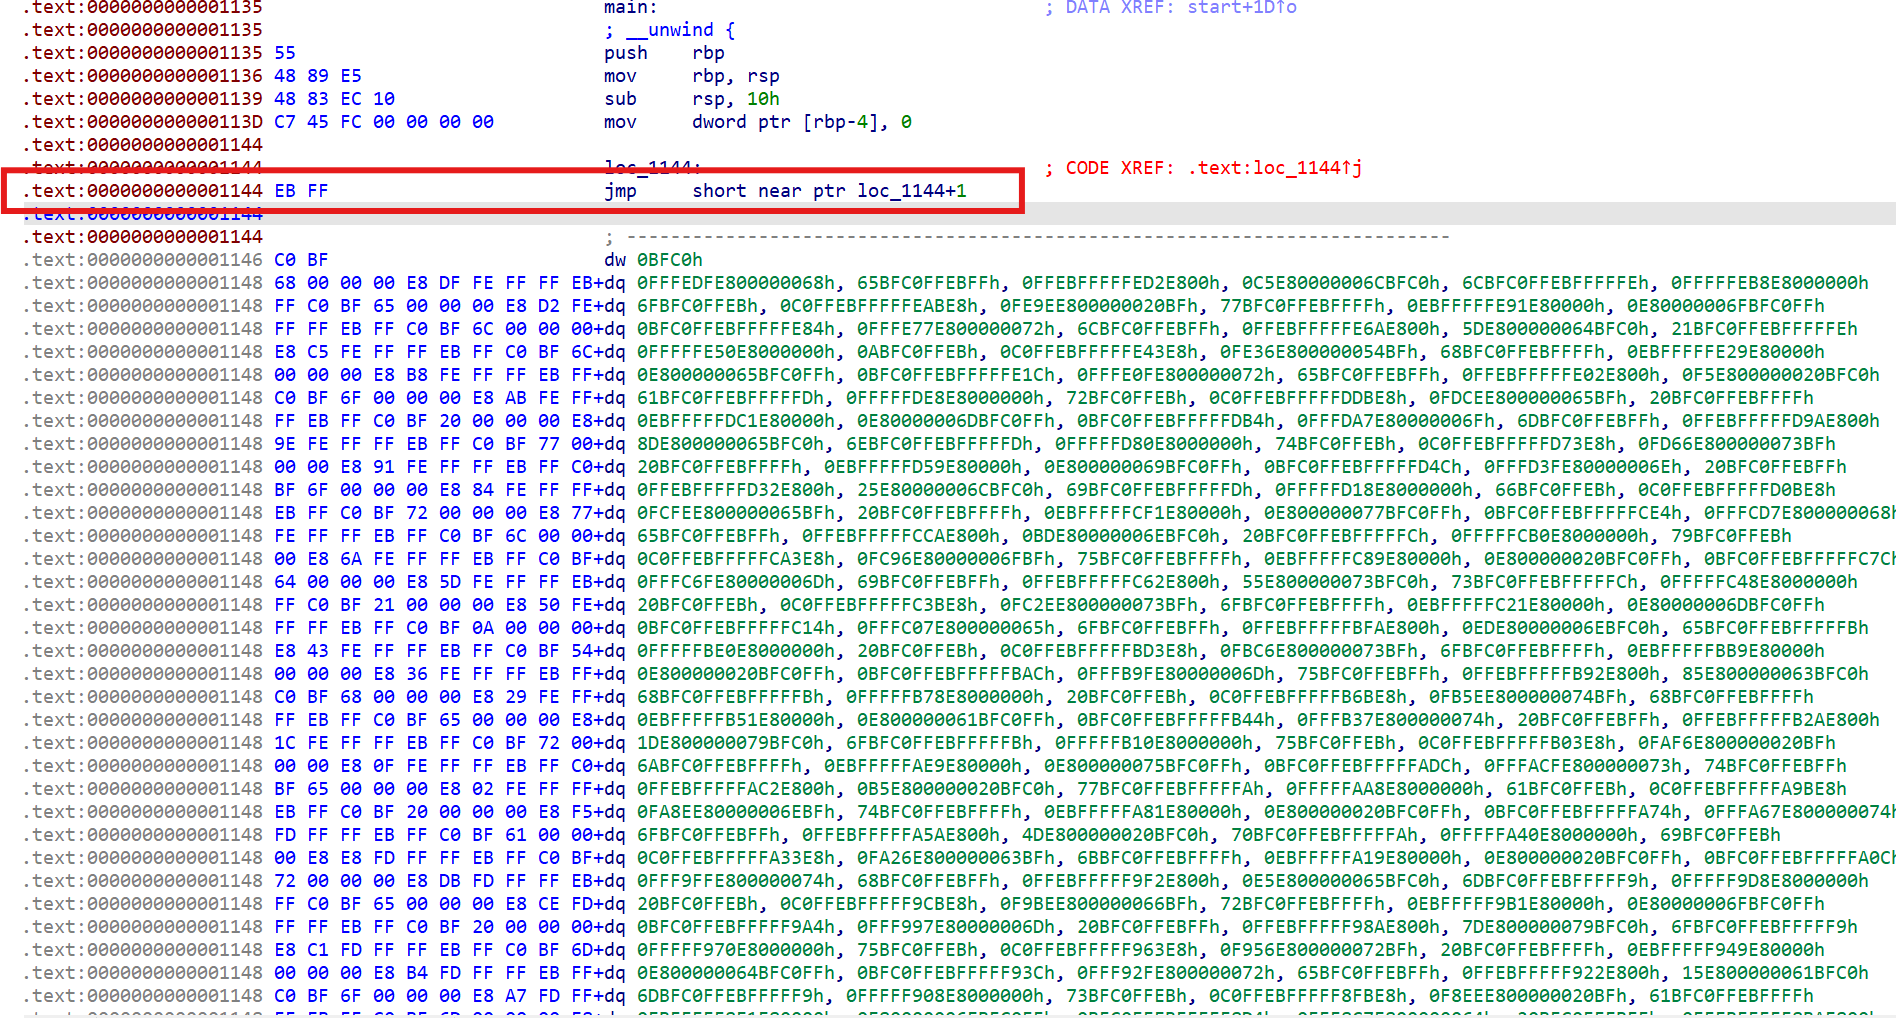 .text:0000000000001135 main: ; DATA XREF: start+1D↑o
.text:0000000000001135 ; __unwind {
.text:0000000000001135 55 push rbp
.text:0000000000001136 48 89 E5 mov rbp, rsp
.text:0000000000001139 48 83 EC 10 sub rsp, 10h
.text:000000000000113D C7 45 FC 00 00 00 00 mov dword ptr [rbp-4], 0
.text:0000000000001144
.text:0000000000001144 loc_1144: ; CODE XREF: .text:loc_1144↑j
.text:0000000000001144 EB FF jmp short near ptr loc_1144+1
.text:0000000000001144
.text:0000000000001144 ; ---------------------------------------------------------------------------
.text:0000000000001146 C0 BF dw 0BFC0h
.text:0000000000001148 68 00 00 00 E8 DF FE FF FF EB+dq 0FFFEDFE800000068h, 65BFC0FFEBFFh, 0FFEBFFFFFED2E800h, 0C5E80000006CBFC0h, 6CBFC0FFEBFFFFFEh, 0FFFFFEB8E8000000h
.text:0000000000001148 FF C0 BF 65 00 00 00 E8 D2 FE+dq 6FBFC0FFEBh, 0C0FFEBFFFFFEABE8h, 0FE9EE800000020BFh, 77BFC0FFEBFFFFh, 0EBFFFFFE91E80000h, 0E80000006FBFC0FFh
.text:0000000000001148 FF FF EB FF C0 BF 6C 00 00 00+dq 0BFC0FFEBFFFFFE84h, 0FFFE77E800000072h, 6CBFC0FFEBFFh, 0FFEBFFFFFE6AE800h, 5DE800000064BFC0h, 21BFC0FFEBFFFFFEh
.text:0000000000001148 E8 C5 FE FF FF EB FF C0 BF 6C+dq 0FFFFFE50E8000000h, 0ABFC0FFEBh, 0C0FFEBFFFFFE43E8h, 0FE36E800000054BFh, 68BFC0FFEBFFFFh, 0EBFFFFFE29E80000h
.text:0000000000001148 00 00 00 E8 B8 FE FF FF EB FF+dq 0E800000065BFC0FFh, 0BFC0FFEBFFFFFE1Ch, 0FFFE0FE800000072h, 65BFC0FFEBFFh, 0FFEBFFFFFE02E800h, 0F5E800000020BFC0h
.text:0000000000001148 C0 BF 6F 00 00 00 E8 AB FE FF+dq 61BFC0FFEBFFFFFDh, 0FFFFFDE8E8000000h, 72BFC0FFEBh, 0C0FFEBFFFFFDDBE8h, 0FDCEE800000065BFh, 20BFC0FFEBFFFFh
.text:0000000000001148 FF EB FF C0 BF 20 00 00 00 E8+dq 0EBFFFFFDC1E80000h, 0E80000006DBFC0FFh, 0BFC0FFEBFFFFFDB4h, 0FFFDA7E80000006Fh, 6DBFC0FFEBFFh, 0FFEBFFFFFD9AE800h
.text:0000000000001148 9E FE FF FF EB FF C0 BF 77 00+dq 8DE800000065BFC0h, 6EBFC0FFEBFFFFFDh, 0FFFFFD80E8000000h, 74BFC0FFEBh, 0C0FFEBFFFFFD73E8h, 0FD66E800000073BFh
.text:0000000000001148 00 00 E8 91 FE FF FF EB FF C0+dq 20BFC0FFEBFFFFh, 0EBFFFFFD59E80000h, 0E800000069BFC0FFh, 0BFC0FFEBFFFFFD4Ch, 0FFFD3FE80000006Eh, 20BFC0FFEBFFh
.text:0000000000001148 BF 6F 00 00 00 E8 84 FE FF FF+dq 0FFEBFFFFFD32E800h, 25E80000006CBFC0h, 69BFC0FFEBFFFFFDh, 0FFFFFD18E8000000h, 66BFC0FFEBh, 0C0FFEBFFFFFD0BE8h
.text:0000000000001148 EB FF C0 BF 72 00 00 00 E8 77+dq 0FCFEE800000065BFh, 20BFC0FFEBFFFFh, 0EBFFFFFCF1E80000h, 0E800000077BFC0FFh, 0BFC0FFEBFFFFFCE4h, 0FFFCD7E800000068h
.text:0000000000001148 FE FF FF EB FF C0 BF 6C 00 00+dq 65BFC0FFEBFFh, 0FFEBFFFFFCCAE800h, 0BDE80000006EBFC0h, 20BFC0FFEBFFFFFCh, 0FFFFFCB0E8000000h, 79BFC0FFEBh
.text:0000000000001148 00 E8 6A FE FF FF EB FF C0 BF+dq 0C0FFEBFFFFFCA3E8h, 0FC96E80000006FBFh, 75BFC0FFEBFFFFh, 0EBFFFFFC89E80000h, 0E800000020BFC0FFh, 0BFC0FFEBFFFFFC7Ch
.text:0000000000001148 64 00 00 00 E8 5D FE FF FF EB+dq 0FFFC6FE80000006Dh, 69BFC0FFEBFFh, 0FFEBFFFFFC62E800h, 55E800000073BFC0h, 73BFC0FFEBFFFFFCh, 0FFFFFC48E8000000h
.text:0000000000001148 FF C0 BF 21 00 00 00 E8 50 FE+dq 20BFC0FFEBh, 0C0FFEBFFFFFC3BE8h, 0FC2EE800000073BFh, 6FBFC0FFEBFFFFh, 0EBFFFFFC21E80000h, 0E80000006DBFC0FFh
.text:0000000000001148 FF FF EB FF C0 BF 0A 00 00 00+dq 0BFC0FFEBFFFFFC14h, 0FFFC07E800000065h, 6FBFC0FFEBFFh, 0FFEBFFFFFBFAE800h, 0EDE80000006EBFC0h, 65BFC0FFEBFFFFFBh
.text:0000000000001148 E8 43 FE FF FF EB FF C0 BF 54+dq 0FFFFFBE0E8000000h, 20BFC0FFEBh, 0C0FFEBFFFFFBD3E8h, 0FBC6E800000073BFh, 6FBFC0FFEBFFFFh, 0EBFFFFFBB9E80000h
.text:0000000000001148 00 00 00 E8 36 FE FF FF EB FF+dq 0E800000020BFC0FFh, 0BFC0FFEBFFFFFBACh, 0FFFB9FE80000006Dh, 75BFC0FFEBFFh, 0FFEBFFFFFB92E800h, 85E800000063BFC0h
.text:0000000000001148 C0 BF 68 00 00 00 E8 29 FE FF+dq 68BFC0FFEBFFFFFBh, 0FFFFFB78E8000000h, 20BFC0FFEBh, 0C0FFEBFFFFFB6BE8h, 0FB5EE800000074BFh, 68BFC0FFEBFFFFh
.text:0000000000001148 FF EB FF C0 BF 65 00 00 00 E8+dq 0EBFFFFFB51E80000h, 0E800000061BFC0FFh, 0BFC0FFEBFFFFFB44h, 0FFFB37E800000074h, 20BFC0FFEBFFh, 0FFEBFFFFFB2AE800h
.text:0000000000001148 1C FE FF FF EB FF C0 BF 72 00+dq 1DE800000079BFC0h, 6FBFC0FFEBFFFFFBh, 0FFFFFB10E8000000h, 75BFC0FFEBh, 0C0FFEBFFFFFB03E8h, 0FAF6E800000020BFh
.text:0000000000001148 00 00 E8 0F FE FF FF EB FF C0+dq 6ABFC0FFEBFFFFh, 0EBFFFFFAE9E80000h, 0E800000075BFC0FFh, 0BFC0FFEBFFFFFADCh, 0FFFACFE800000073h, 74BFC0FFEBFFh
.text:0000000000001148 BF 65 00 00 00 E8 02 FE FF FF+dq 0FFEBFFFFFAC2E800h, 0B5E800000020BFC0h, 77BFC0FFEBFFFFFAh, 0FFFFFAA8E8000000h, 61BFC0FFEBh, 0C0FFEBFFFFFA9BE8h
.text:0000000000001148 EB FF C0 BF 20 00 00 00 E8 F5+dq 0FA8EE80000006EBFh, 74BFC0FFEBFFFFh, 0EBFFFFFA81E80000h, 0E800000020BFC0FFh, 0BFC0FFEBFFFFFA74h, 0FFFA67E800000074h
.text:0000000000001148 FD FF FF EB FF C0 BF 61 00 00+dq 6FBFC0FFEBFFh, 0FFEBFFFFFA5AE800h, 4DE800000020BFC0h, 70BFC0FFEBFFFFFAh, 0FFFFFA40E8000000h, 69BFC0FFEBh
.text:0000000000001148 00 E8 E8 FD FF FF EB FF C0 BF+dq 0C0FFEBFFFFFA33E8h, 0FA26E800000063BFh, 6BBFC0FFEBFFFFh, 0EBFFFFFA19E80000h, 0E800000020BFC0FFh, 0BFC0FFEBFFFFFA0Ch
.text:0000000000001148 72 00 00 00 E8 DB FD FF FF EB+dq 0FFF9FFE800000074h, 68BFC0FFEBFFh, 0FFEBFFFFF9F2E800h, 0E5E800000065BFC0h, 6DBFC0FFEBFFFFF9h, 0FFFFF9D8E8000000h
.text:0000000000001148 FF C0 BF 65 00 00 00 E8 CE FD+dq 20BFC0FFEBh, 0C0FFEBFFFFF9CBE8h, 0F9BEE800000066BFh, 72BFC0FFEBFFFFh, 0EBFFFFF9B1E80000h, 0E80000006FBFC0FFh
.text:0000000000001148 FF FF EB FF C0 BF 20 00 00 00+dq 0BFC0FFEBFFFFF9A4h, 0FFF997E80000006Dh, 20BFC0FFEBFFh, 0FFEBFFFFF98AE800h, 7DE800000079BFC0h, 6FBFC0FFEBFFFFF9h
.text:0000000000001148 E8 C1 FD FF FF EB FF C0 BF 6D+dq 0FFFFF970E8000000h, 75BFC0FFEBh, 0C0FFEBFFFFF963E8h, 0F956E800000072BFh, 20BFC0FFEBFFFFh, 0EBFFFFF949E80000h
.text:0000000000001148 00 00 00 E8 B4 FD FF FF EB FF+dq 0E800000064BFC0FFh, 0BFC0FFEBFFFFF93Ch, 0FFF92FE800000072h, 65BFC0FFEBFFh, 0FFEBFFFFF922E800h, 15E800000061BFC0h
.text:0000000000001148 C0 BF 6F 00 00 00 E8 A7 FD FF+dq 6DBFC0FFEBFFFFF9h, 0FFFFF908E8000000h, 73BFC0FFEBh, 0C0FFEBFFFFF8FBE8h, 0F8EEE800000020BFh, 61BFC0FFEBFFFFh